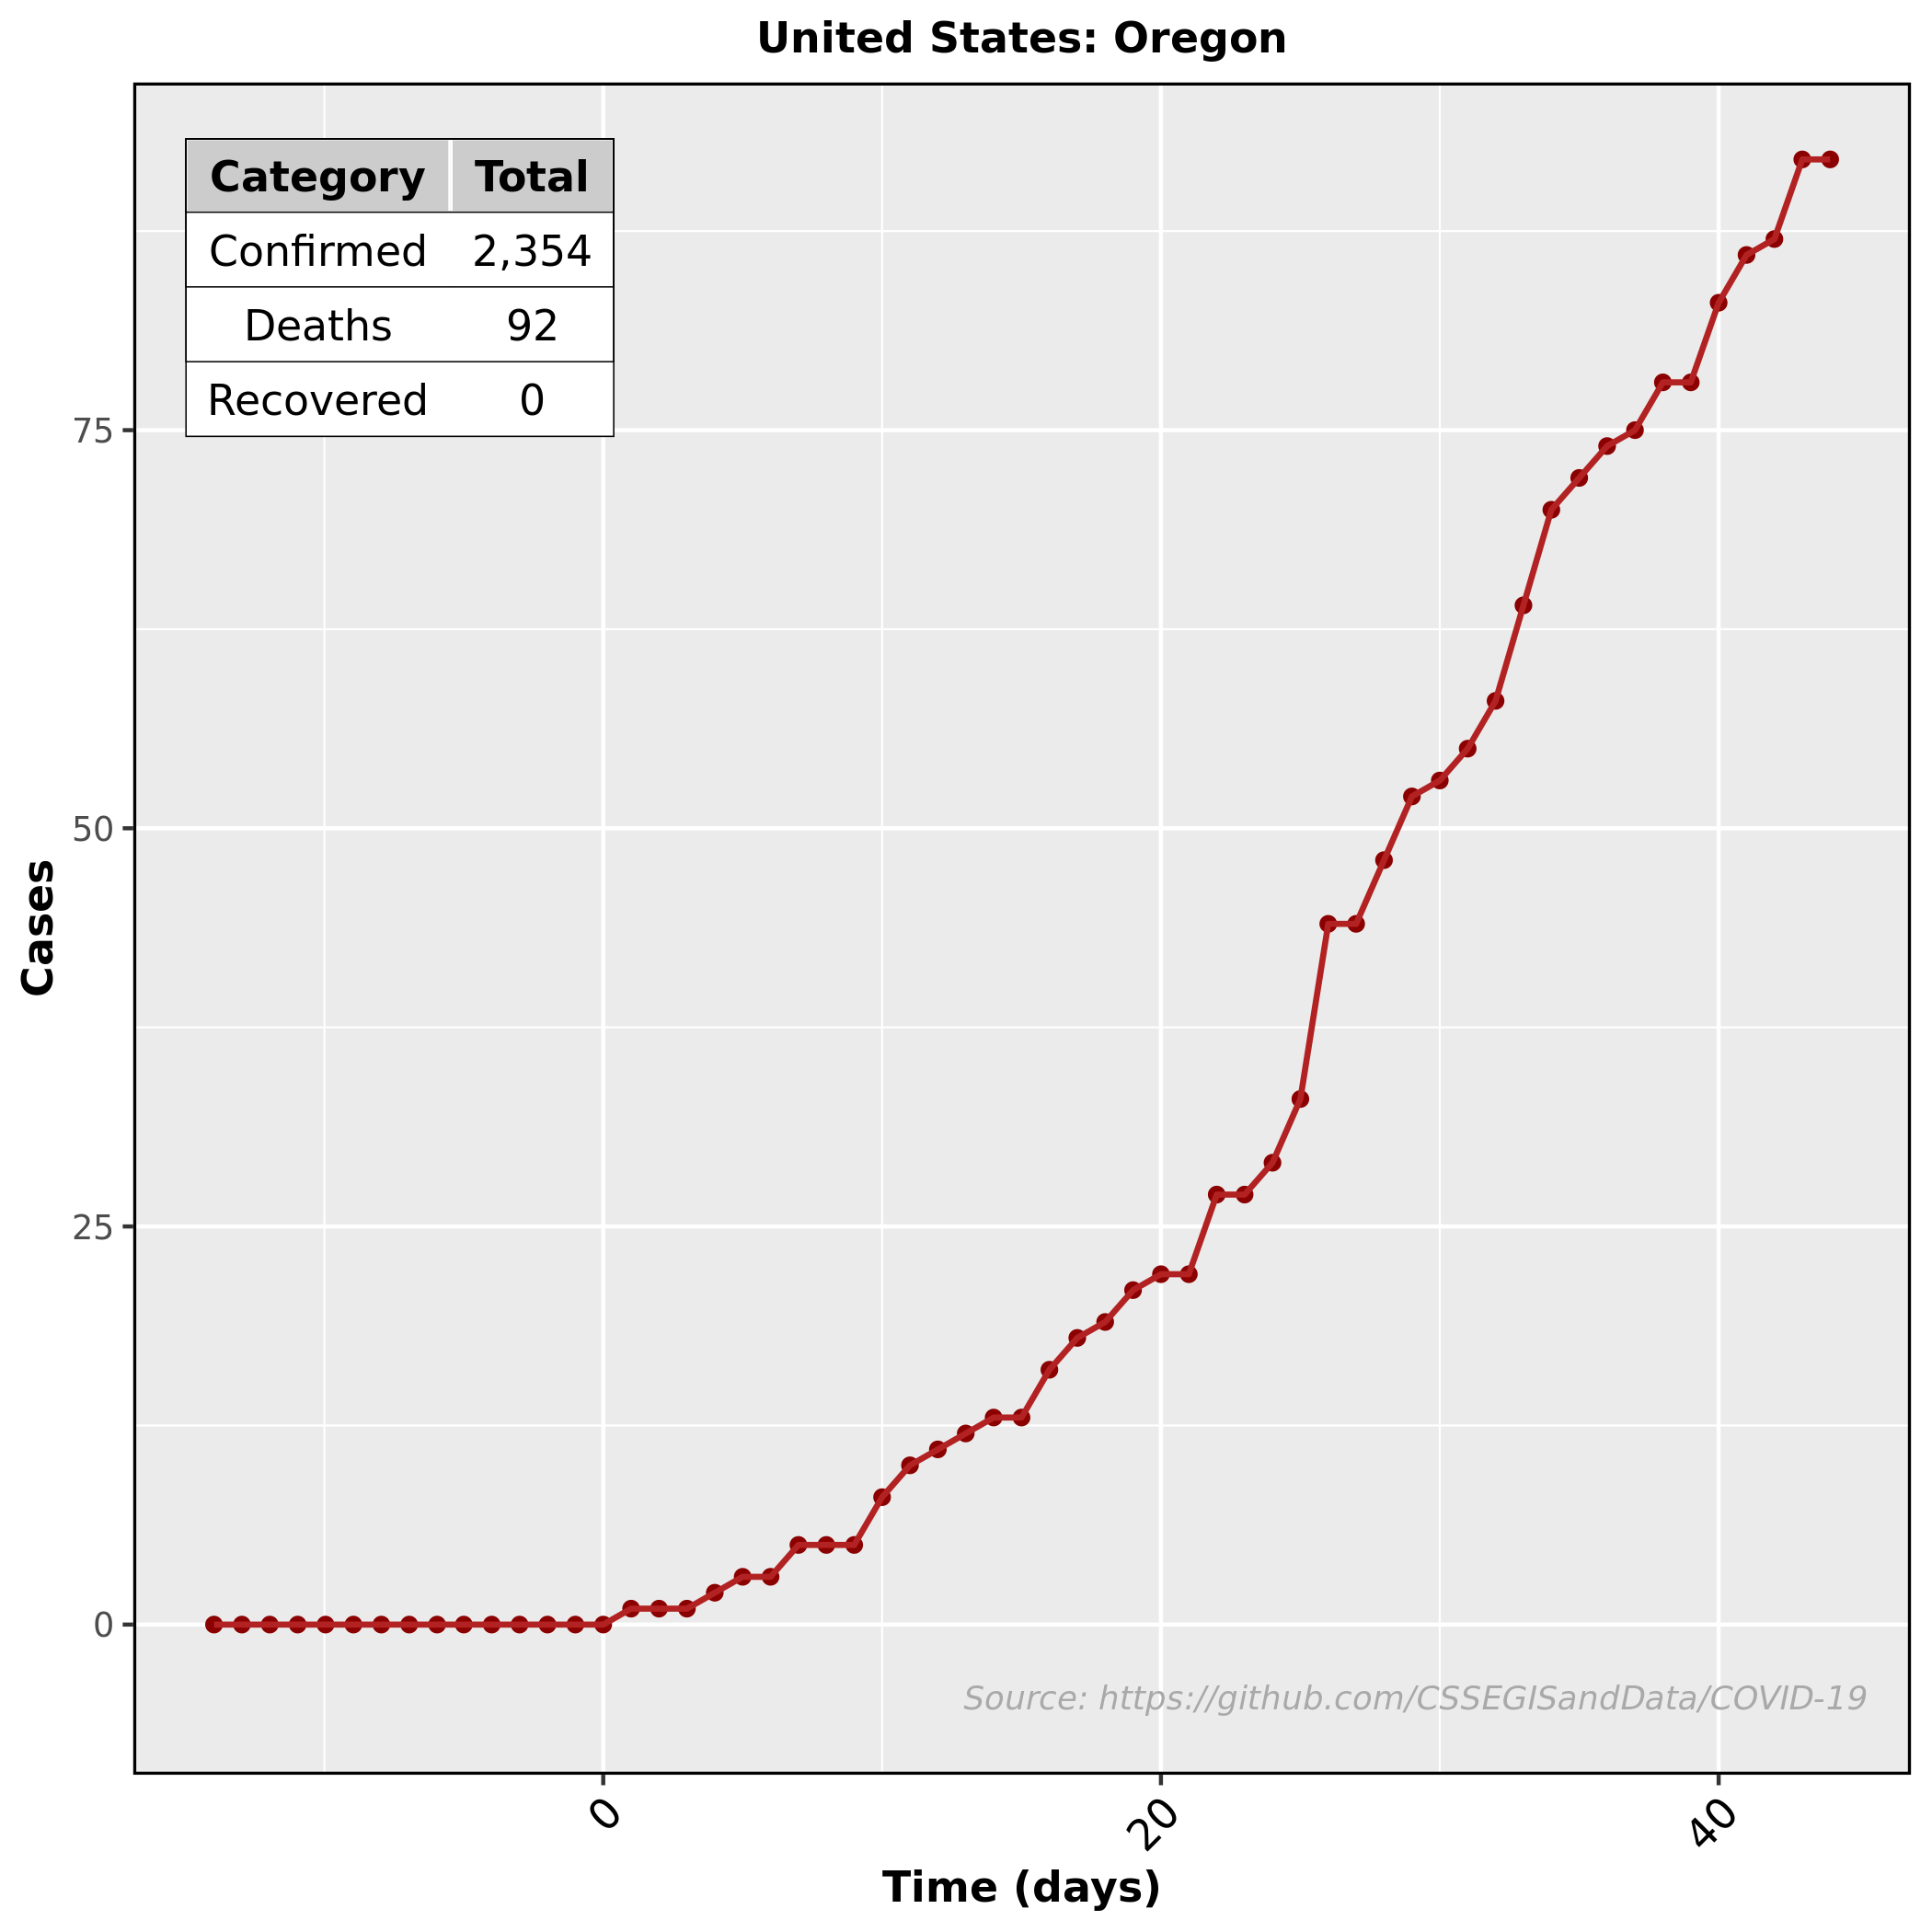 United States: Oregon
Category Total
Confirmed 2,354
Deaths 92
Recovered 0
75
50
25
0
Cases
Source: https://github.com/CSSEGISandData/COVID-19
0 20 40
Time (days)